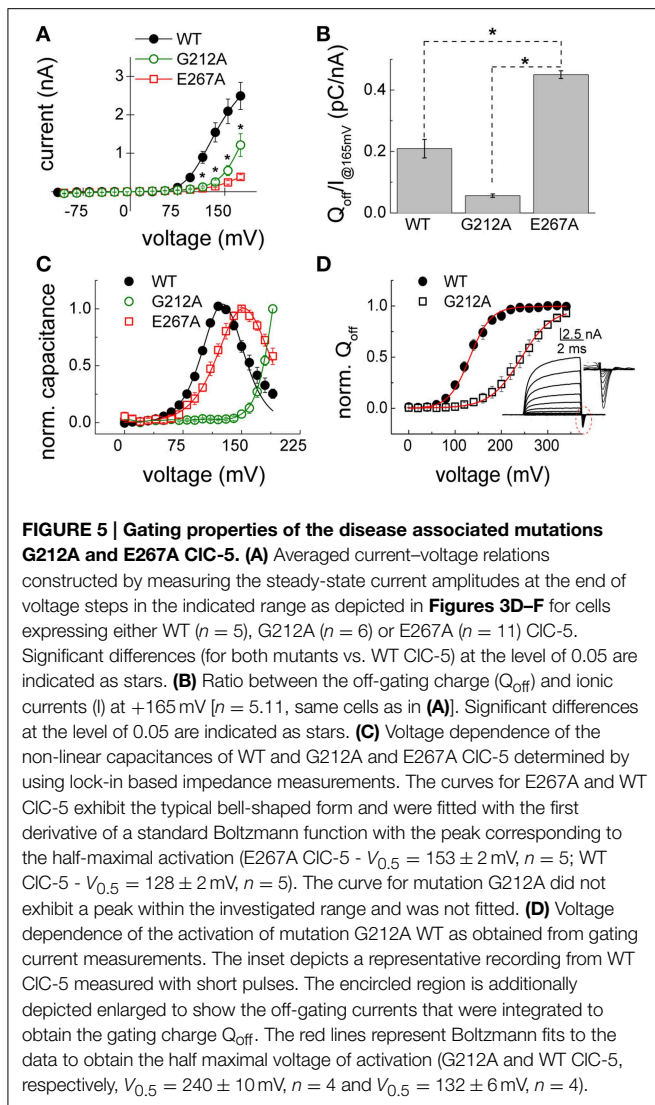 A
WT
G212A
E267A
current (nA)
3
2
1
-75
0
75
150
voltage (mV)
* * * *
B
Qoff/I@165mV (pC/nA)
0.4
0.2
0.0
*
*
WT
G212A
E267A
C
WT
G212A
E267A
norm. capacitance
1.0
0.5
0.0
0
75
150
225
voltage (mV)
D
WT
G212A
norm. Qoff
1.0
0.5
0.0
2.5 nA
2 ms
0
100
200
300
voltage (mV)
FIGURE 5 | Gating properties of the disease associated mutations
G212A and E267A ClC-5. (A) Averaged current–voltage relations
constructed by measuring the steady-state current amplitudes at the end of
voltage steps in the indicated range as depicted in Figures 3D–F for cells
expressing either WT (n = 5), G212A (n = 6) or E267A (n = 11) ClC-5.
Significant differences (for both mutants vs. WT ClC-5) at the level of 0.05 are
indicated as stars. (B) Ratio between the off-gating charge (Qoff) and ionic
currents (I) at +165 mV [n = 5.11, same cells as in (A)]. Significant differences
at the level of 0.05 are indicated as stars. (C) Voltage dependence of the
non-linear capacitances of WT and G212A and E267A ClC-5 determined by
using lock-in based impedance measurements. The curves for E267A and WT
ClC-5 exhibit the typical bell-shaped form and were fitted with the first
derivative of a standard Boltzmann function with the peak corresponding to
the half-maximal activation (E267A ClC-5 - V0.5 = 153 ± 2 mV, n = 5; WT
ClC-5 - V0.5 = 128 ± 2 mV, n = 5). The curve for mutation G212A did not
exhibit a peak within the investigated range and was not fitted. (D) Voltage
dependence of the activation of mutation G212A WT as obtained from gating
current measurements. The inset depicts a representative recording from WT
ClC-5 measured with short pulses. The encircled region is additionally
depicted enlarged to show the off-gating currents that were integrated to
obtain the gating charge Qoff. The red lines represent Boltzmann fits to the
data to obtain the half maximal voltage of activation (G212A and WT ClC-5,
respectively, V0.5 = 240 ± 10 mV, n = 4 and V0.5 = 132 ± 6 mV, n = 4).